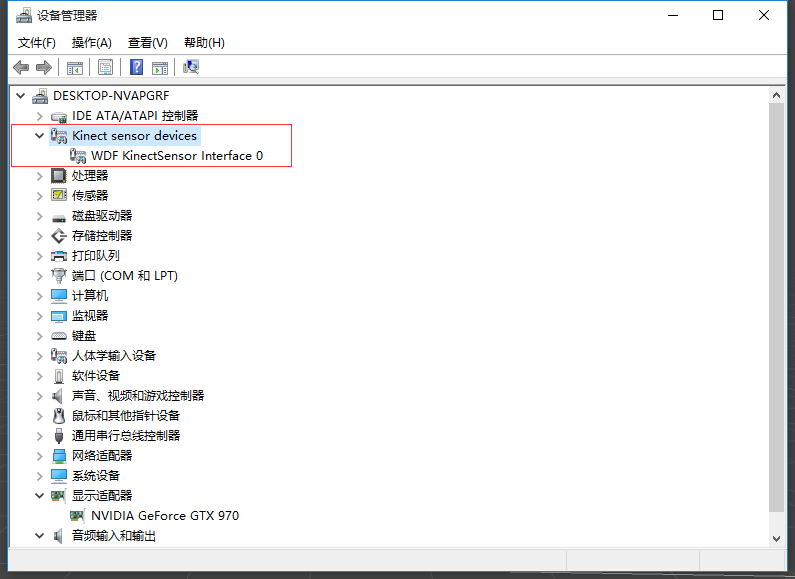 设备管理器
文件(F) 操作(A) 查看(V) 帮助(H)
DESKTOP-NVAPGRF
IDE ATA/ATAPI 控制器
Kinect sensor devices
WDF KinectSensor Interface 0
处理器
传感器
磁盘驱动器
存储控制器
打印队列
端口 (COM 和 LPT)
计算机
监视器
键盘
人体学输入设备
软件设备
声音、视频和游戏控制器
鼠标和其他指针设备
通用串行总线控制器
网络适配器
系统设备
显示适配器
NVIDIA GeForce GTX 970
音频输入和输出